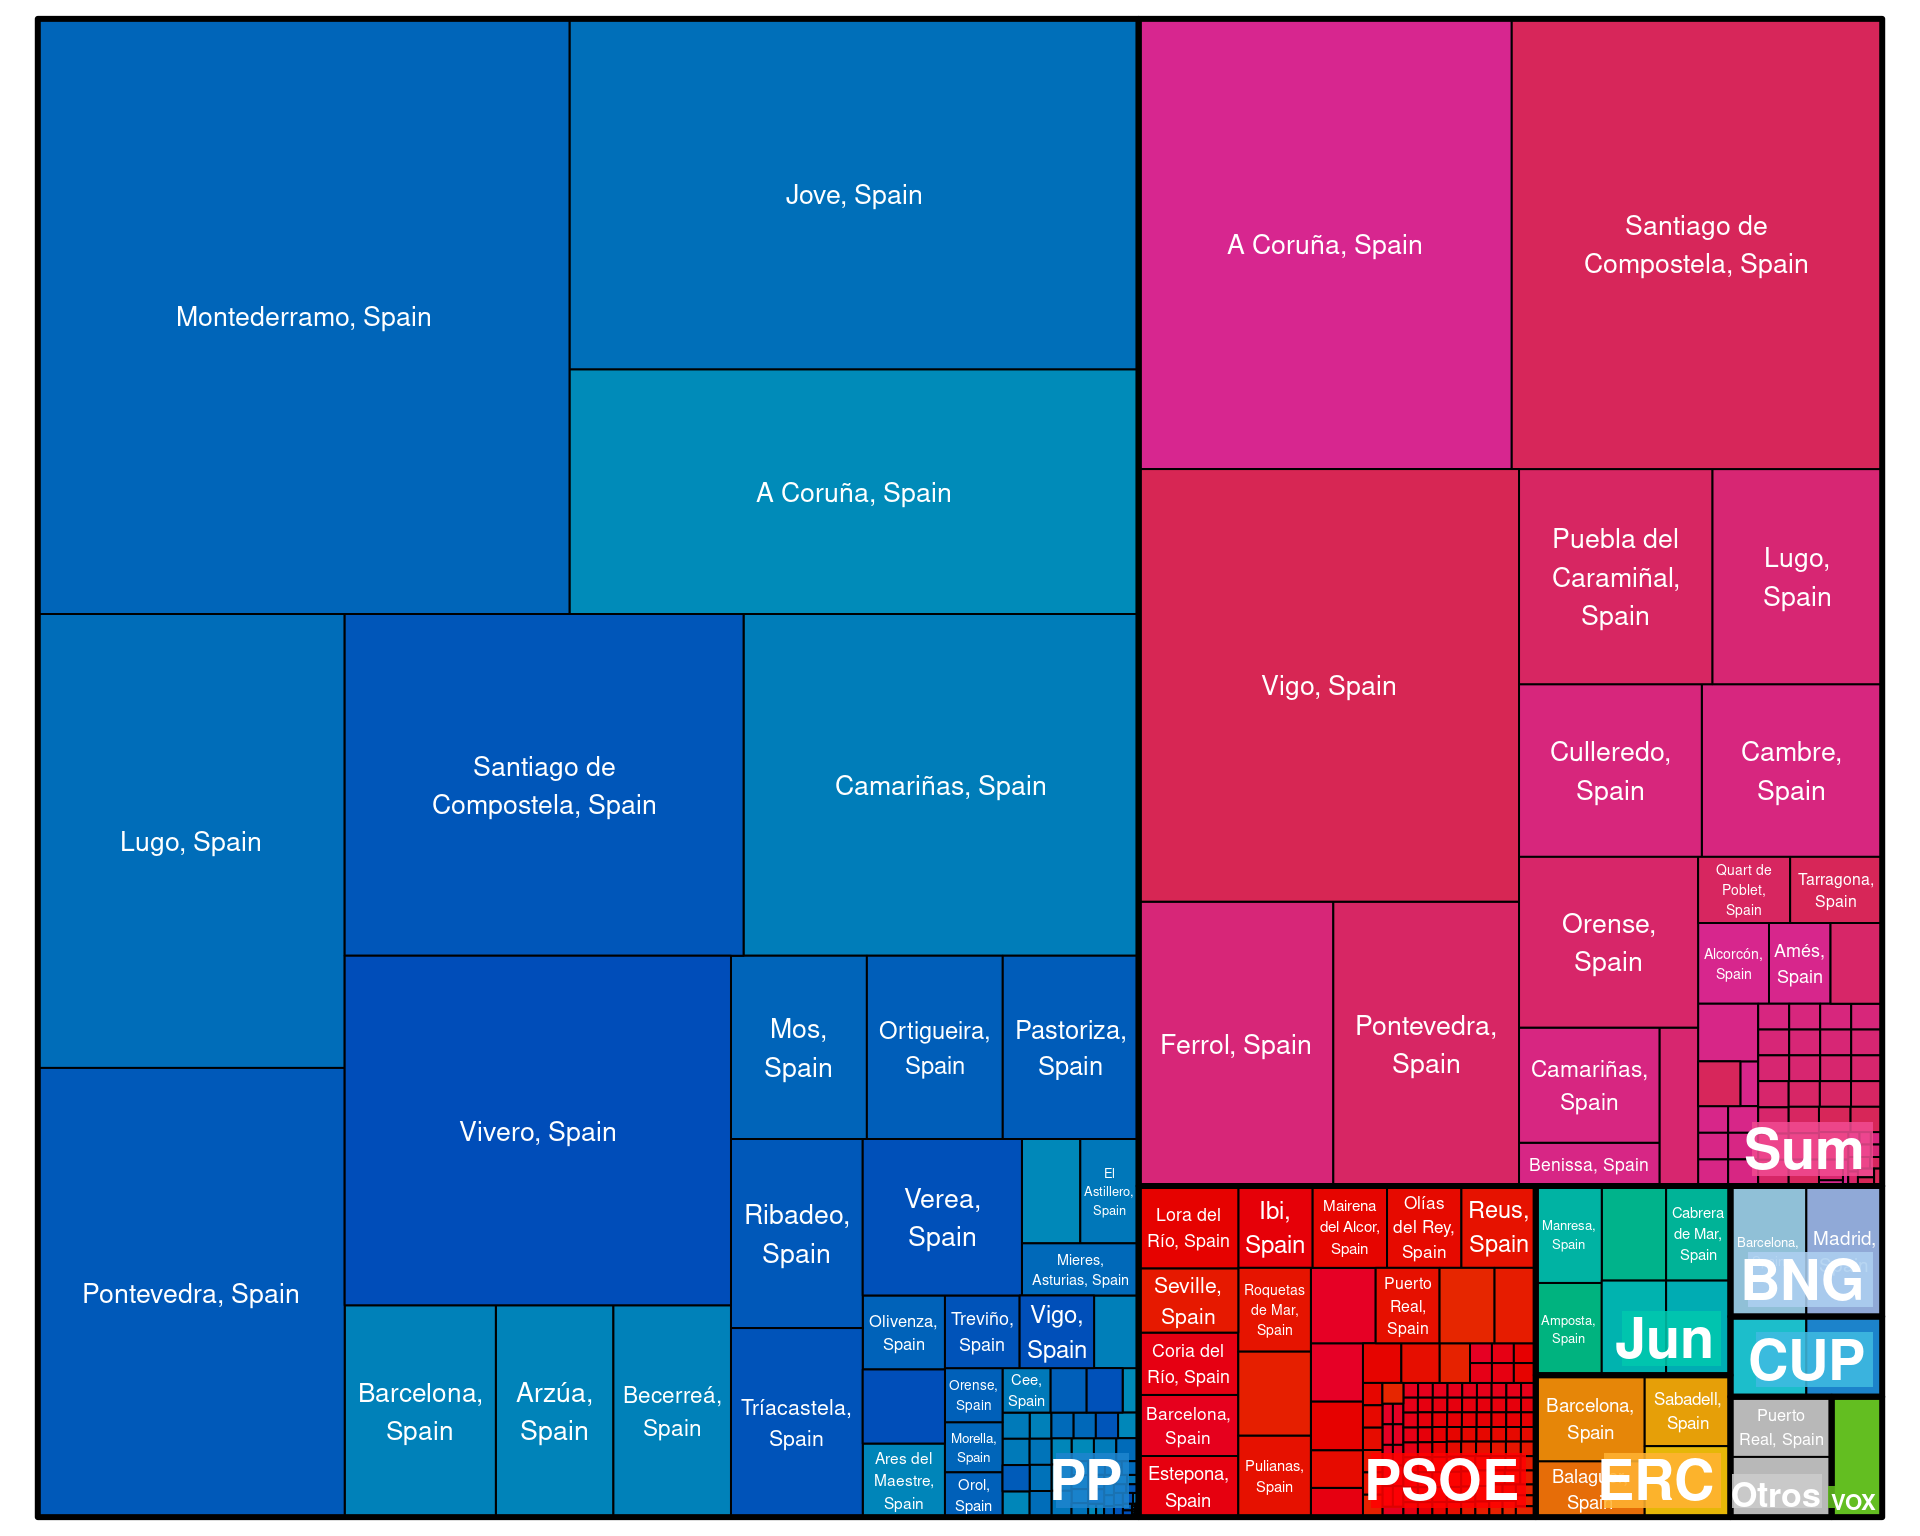 Montederramo, Spain
Jove, Spain
A Coruña, Spain
Lugo, Spain
Santiago de
Compostela, Spain
Camariñas, Spain
Pontevedra, Spain
Vivero, Spain
Barcelona,
Spain
Arzúa,
Spain
Becerreá,
Spain
Mos,
Spain
Ortigueira,
Spain
Pastoriza,
Spain
Ribadeo,
Spain
Tríacastela,
Spain
Verea,
Spain
El
Astillero,
Spain
Mieres,
Asturias, Spain
Olivenza,
Spain
Treviño,
Spain
Vigo,
Spain
Ares del
Maestre,
Spain
Orense,
Spain
Morella,
Spain
Orol,
Spain
Cee,
Spain
PP
A Coruña, Spain
Santiago de
Compostela, Spain
Vigo, Spain
Puebla del
Caramiñal,
Spain
Lugo,
Spain
Culleredo,
Spain
Cambre,
Spain
Ferrol, Spain
Pontevedra,
Spain
Orense,
Spain
Quart de
Poblet,
Spain
Tarragona,
Spain
Alcorcón,
Spain
Amés,
Spain
Camariñas,
Spain
Benissa, Spain
Sum
Lora del
Río, Spain
Ibi,
Spain
Mairena
del Alcor,
Spain
Olías
del Rey,
Spain
Reus,
Spain
Seville,
Spain
Roquetas
de Mar,
Spain
Puerto
Real,
Spain
Coria del
Río, Spain
Barcelona,
Spain
Estepona,
Spain
Pulianas,
Spain
PSOE
Manresa,
Spain
Cabrera
de Mar,
Spain
Amposta,
Spain
Jun
Barcelona,
Spain
Sabadell,
Spain
Spain
ERC
Barcelona,
Madrid,
BNG
CUP
Puerto
Real, Spain
Otros
VOX